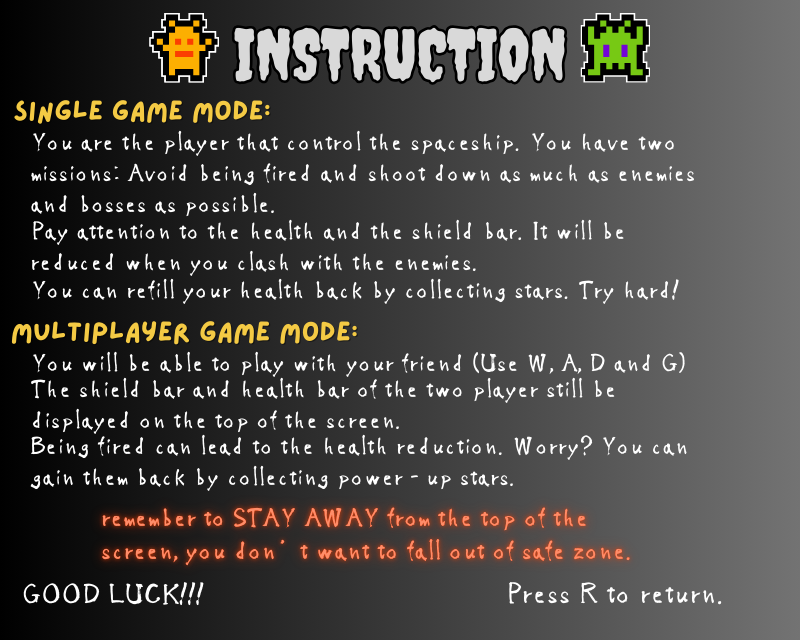 INSTRUCTION
SINGLE GAME MODE:
You are the player that control the spaceship. You have two
missions: Avoid being fired and shoot down as much as enemies
and bosses as possible.
Pay attention to the health and the shield bar. It will be
reduced when you clash with the enemies.
You can refill your health back by collecting stars. Try hard!
MULTIPLAYER GAME MODE:
You will be able to play with your friend (Use W, A, D and G)
The shield bar and health bar of the two player still be
displayed on the top of the screen.
Being fired can lead to the health reduction. Worry? You can
gain them back by collecting power - up stars.
remember to STAY AWAY from the top of the
screen, you don't want to fall out of safe zone.
GOOD LUCK!!!
Press R to return.